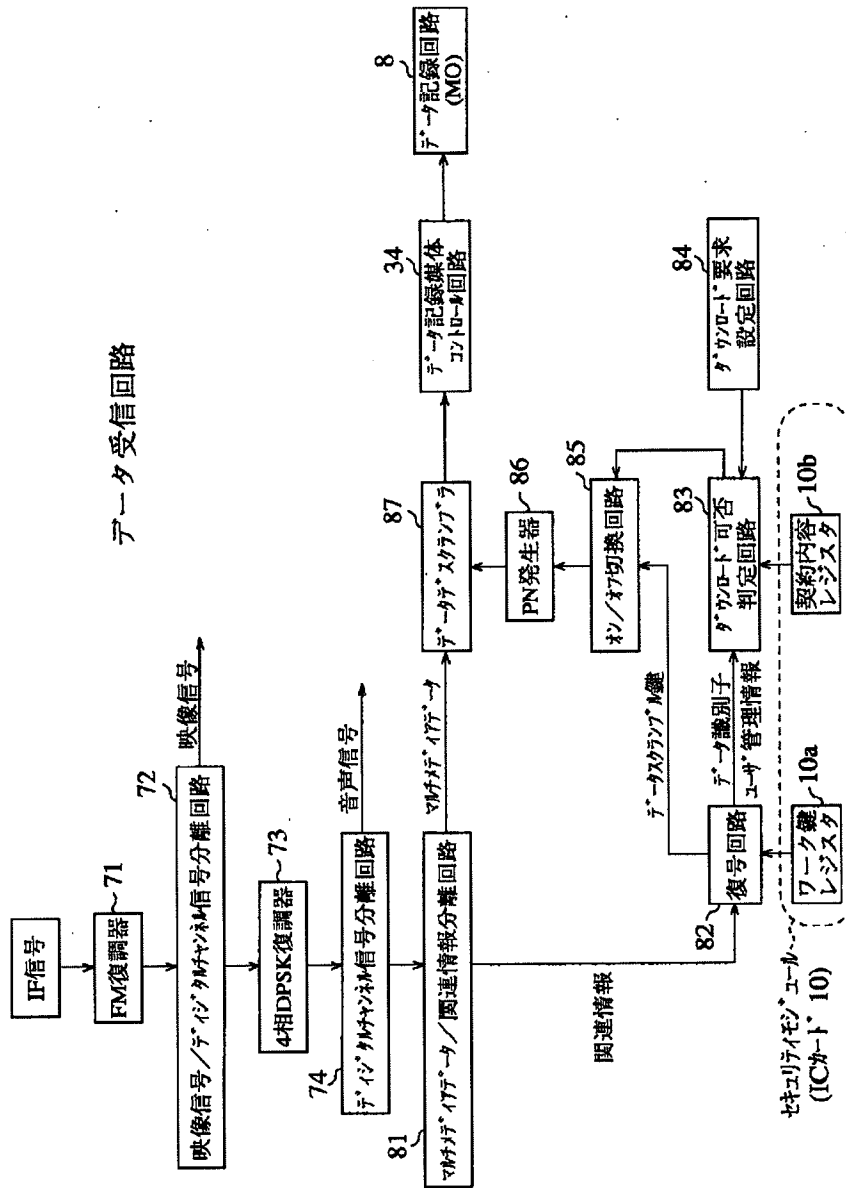 データ受信回路
IF信号
FM復調器
71
映像信号/ディジタルチャンネル信号分離回路
72
映像信号
4相DPSK復調器
73
ディジタルチャンネル信号分離回路
74
音声信号
マルチメディアデータ/関連情報分離回路
81
マルチメディアデータ
関連情報
データデスクランブラ
87
データ記録媒体
コントロール回路
34
データ記録回路
(MO)
8
PN発生器
86
オン/オフ切換回路
85
データスクランブル鍵
復号回路
82
データ識別子
ユーザ管理情報
ダウンロード可否
判定回路
83
ダウンロード要求
設定回路
84
ワーク鍵
レジスタ
10a
契約内容
レジスタ
10b
セキュリティモジュール
(ICカード10)